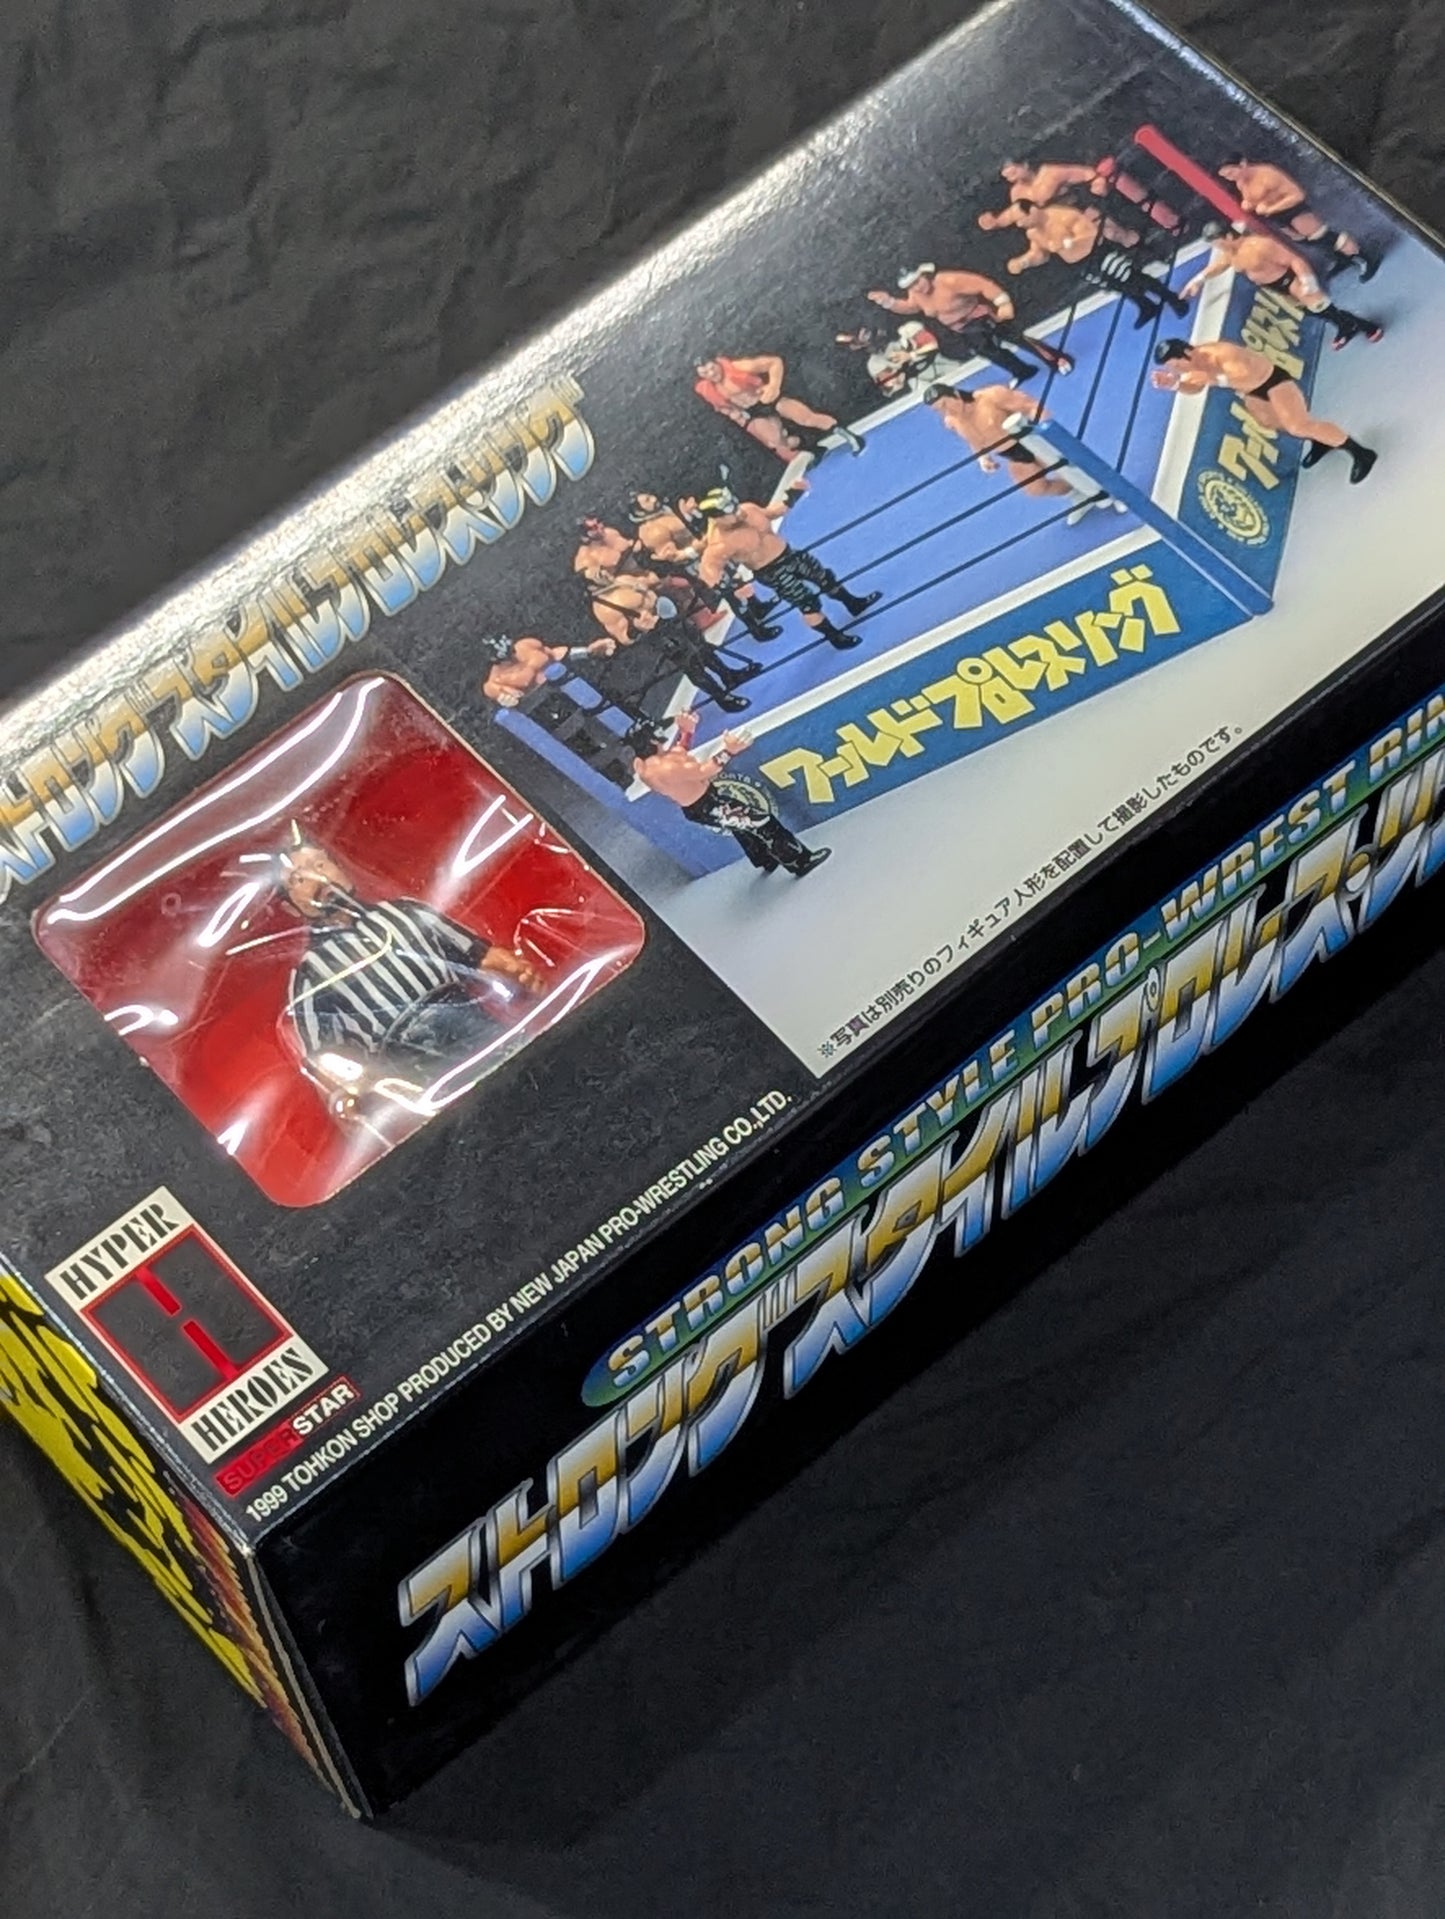 ストロングスタイルプロレス・リング
ワールドプロレスリング
ワールドプロレスリ
※写真は別売りのフィギュア人形を配置して撮影したものです。
HYPER
H
HEROES
SUPERSTAR
1999 TOHKON SHOP PRODUCED BY NEW JAPAN PRO-WRESTLING CO.,LTD.
STRONG STYLE PRO-WREST RIN
ストロングスタイルプロレス・リ